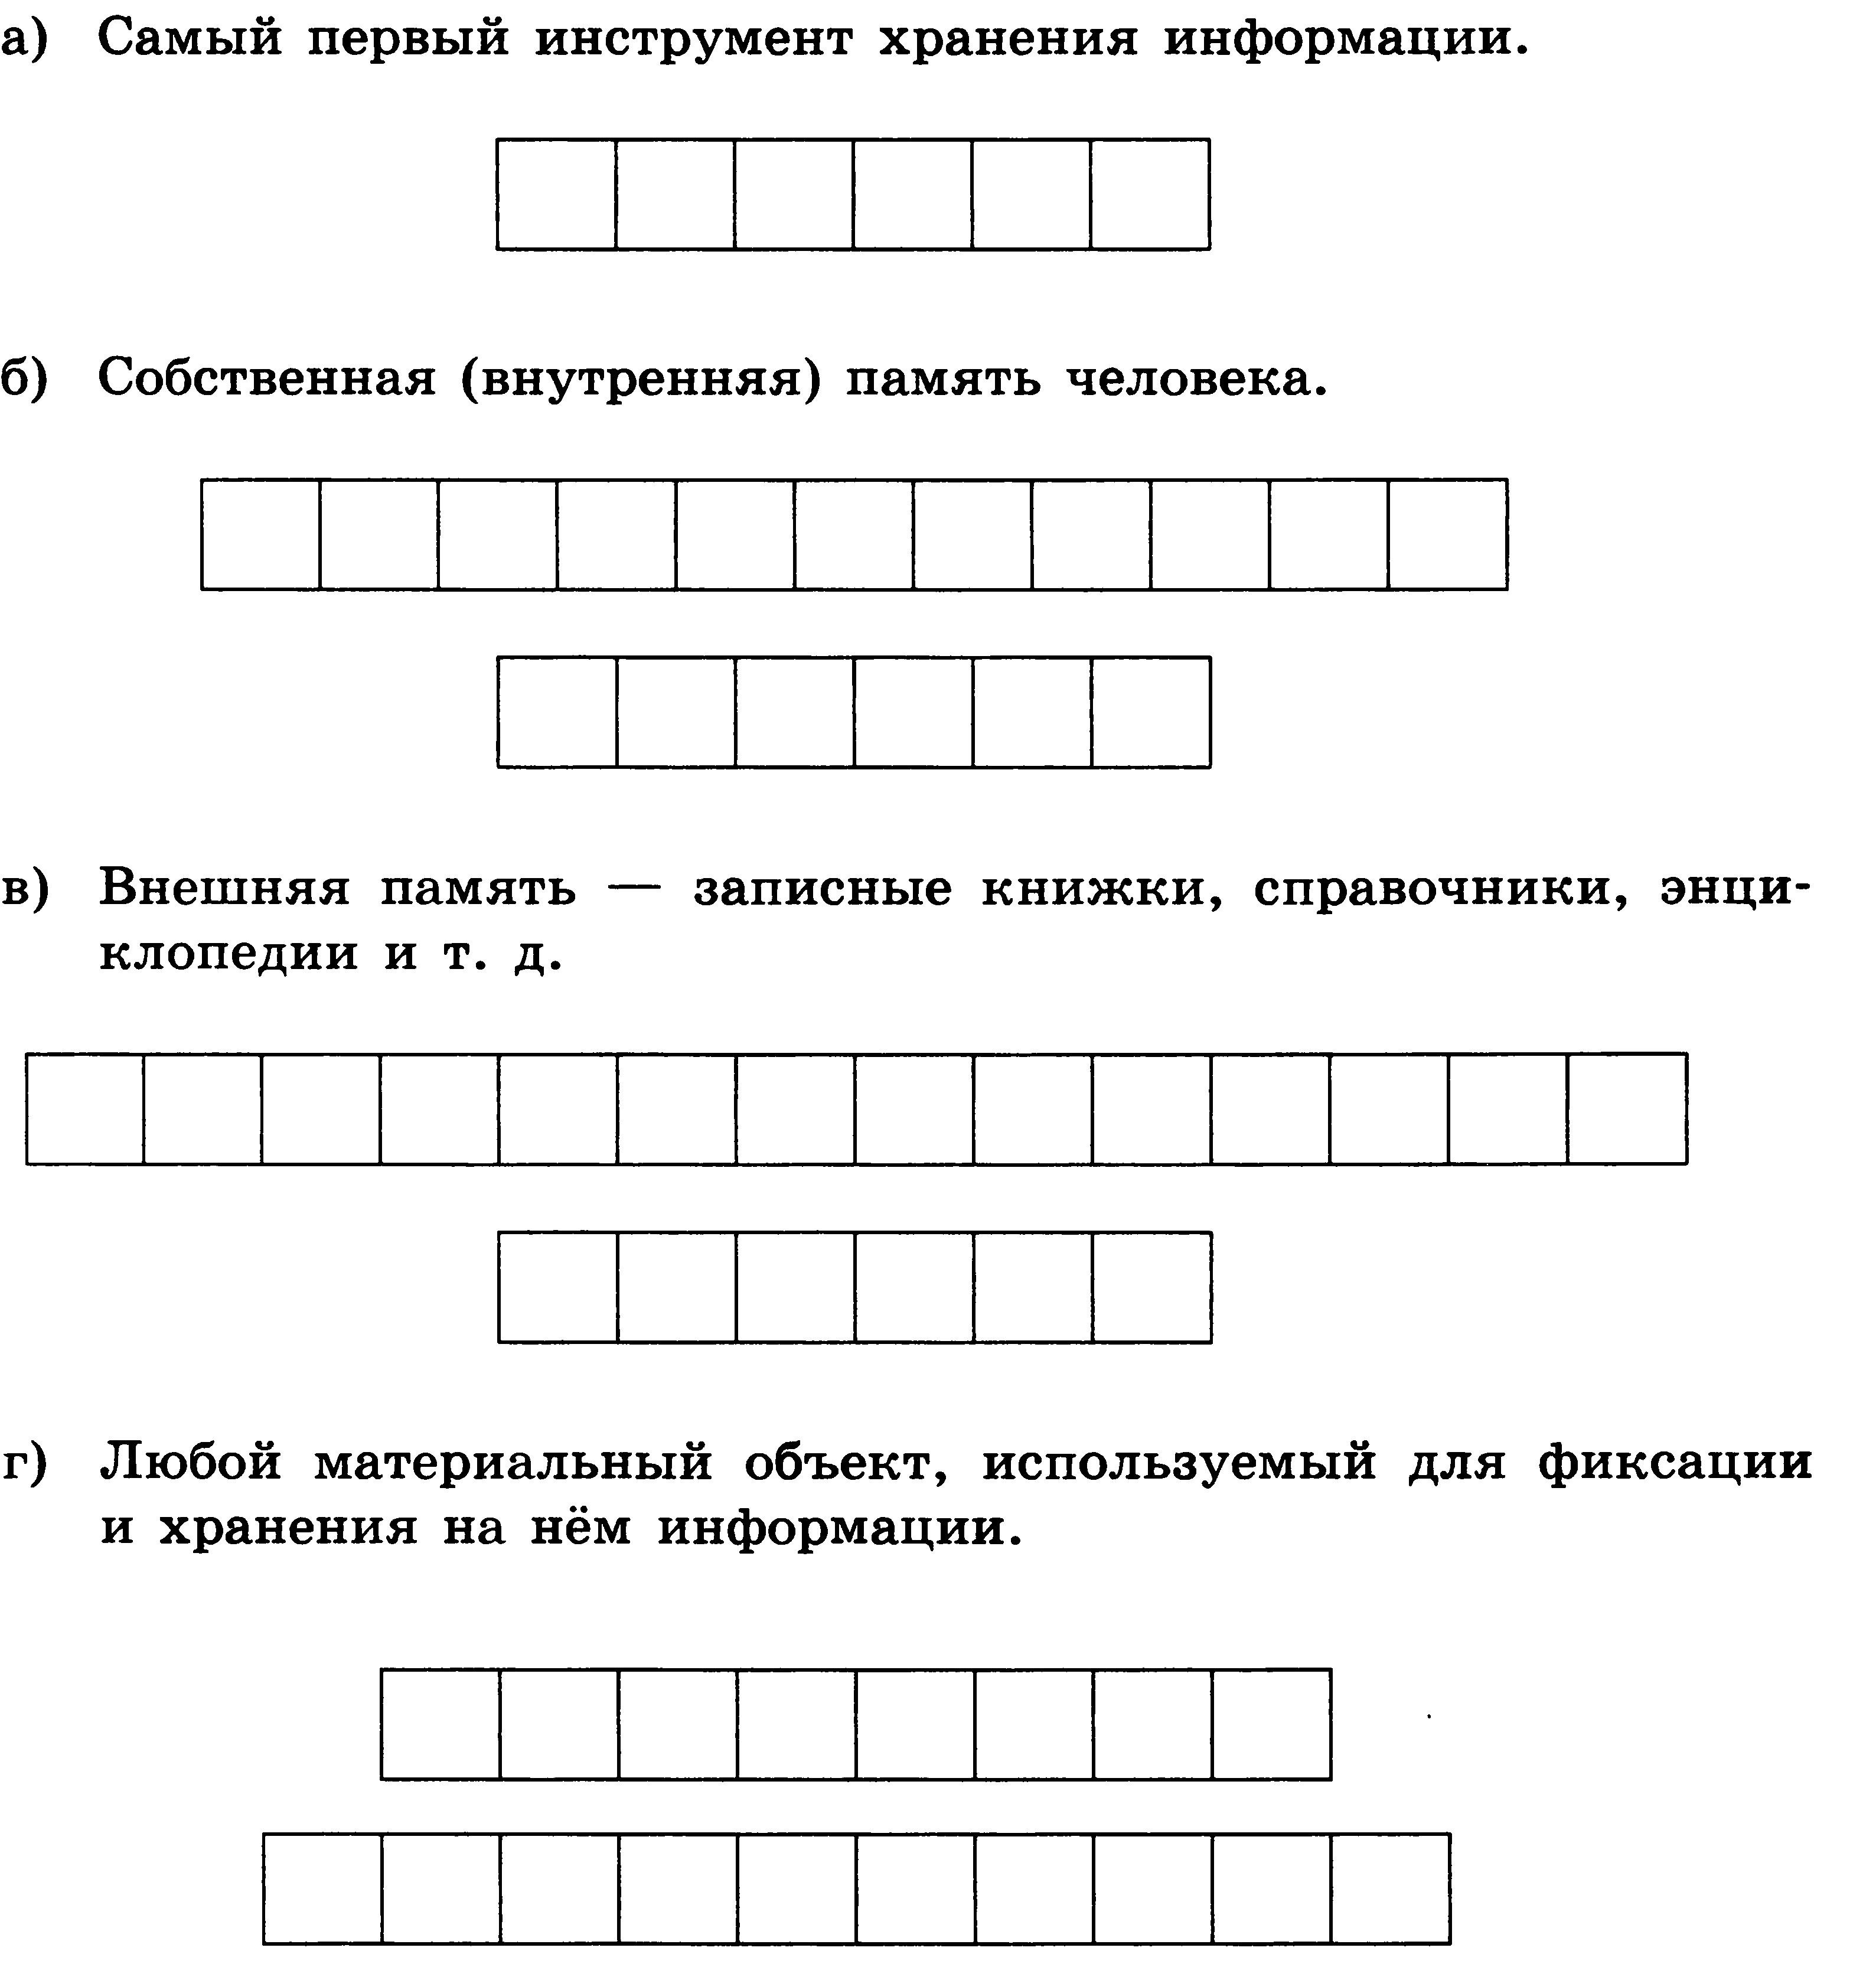 а) Самый первый инструмент хранения информации.
б) Собственная (внутренняя) память человека.
в) Внешняя память — записные книжки, справочники, энци-
клопедии и т. д.
г) Любой материальный объект, используемый для фиксации
и хранения на нём информации.